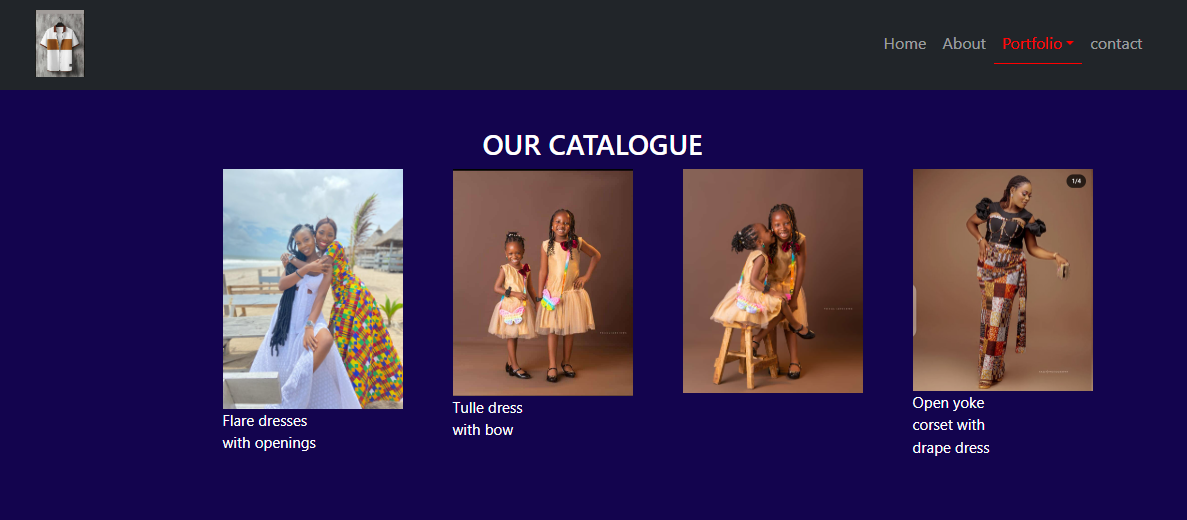 Home About Portfolio contact
OUR CATALOGUE
1/4
Flare dresses
with openings
Tulle dress
with bow
Open yoke
corset with
drape dress